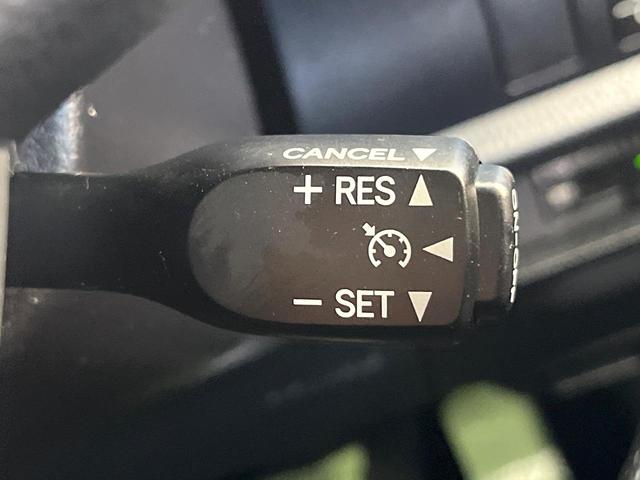 CANCEL ▼
+ RES ▲
◀
− SET ▼